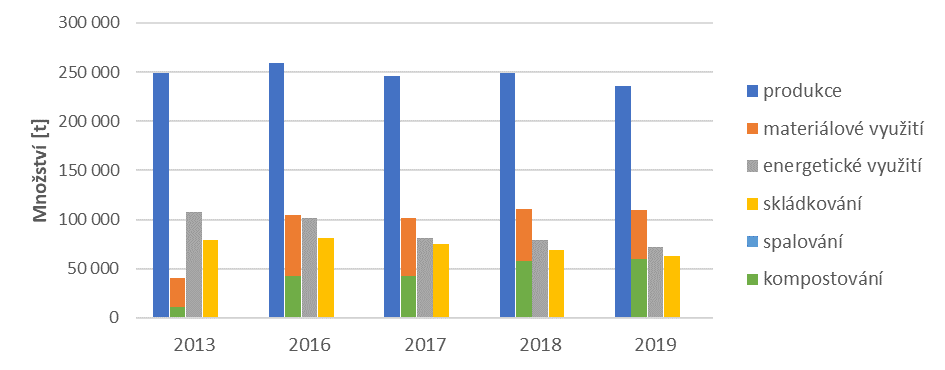 Množství [t]
300 000
250 000
200 000
150 000
100 000
50 000
0
2013 2016 2017 2018 2019
produkce
materiálové využití
energetické využití
skládkování
spalování
kompostování